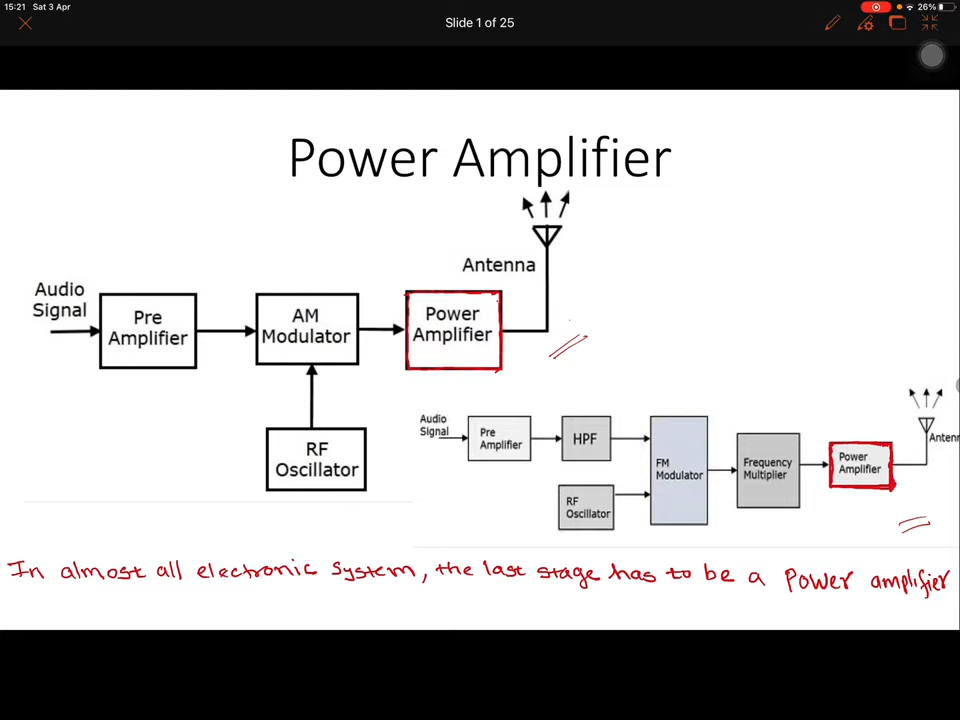 15:21 Sat 3 Apr
26%
Slide 1 of 25
Power Amplifier
Audio
Signal
Pre
Amplifier
AM
Modulator
Power
Amplifier
Antenna
RF
Oscillator
Audio
Signal
Pre
Amplifier
HPF
RF
Oscillator
FM
Modulator
Frequency
Multiplier
Power
Amplifier
Antenn
In almost all electronic system, the last stage has to be a Power amplifier